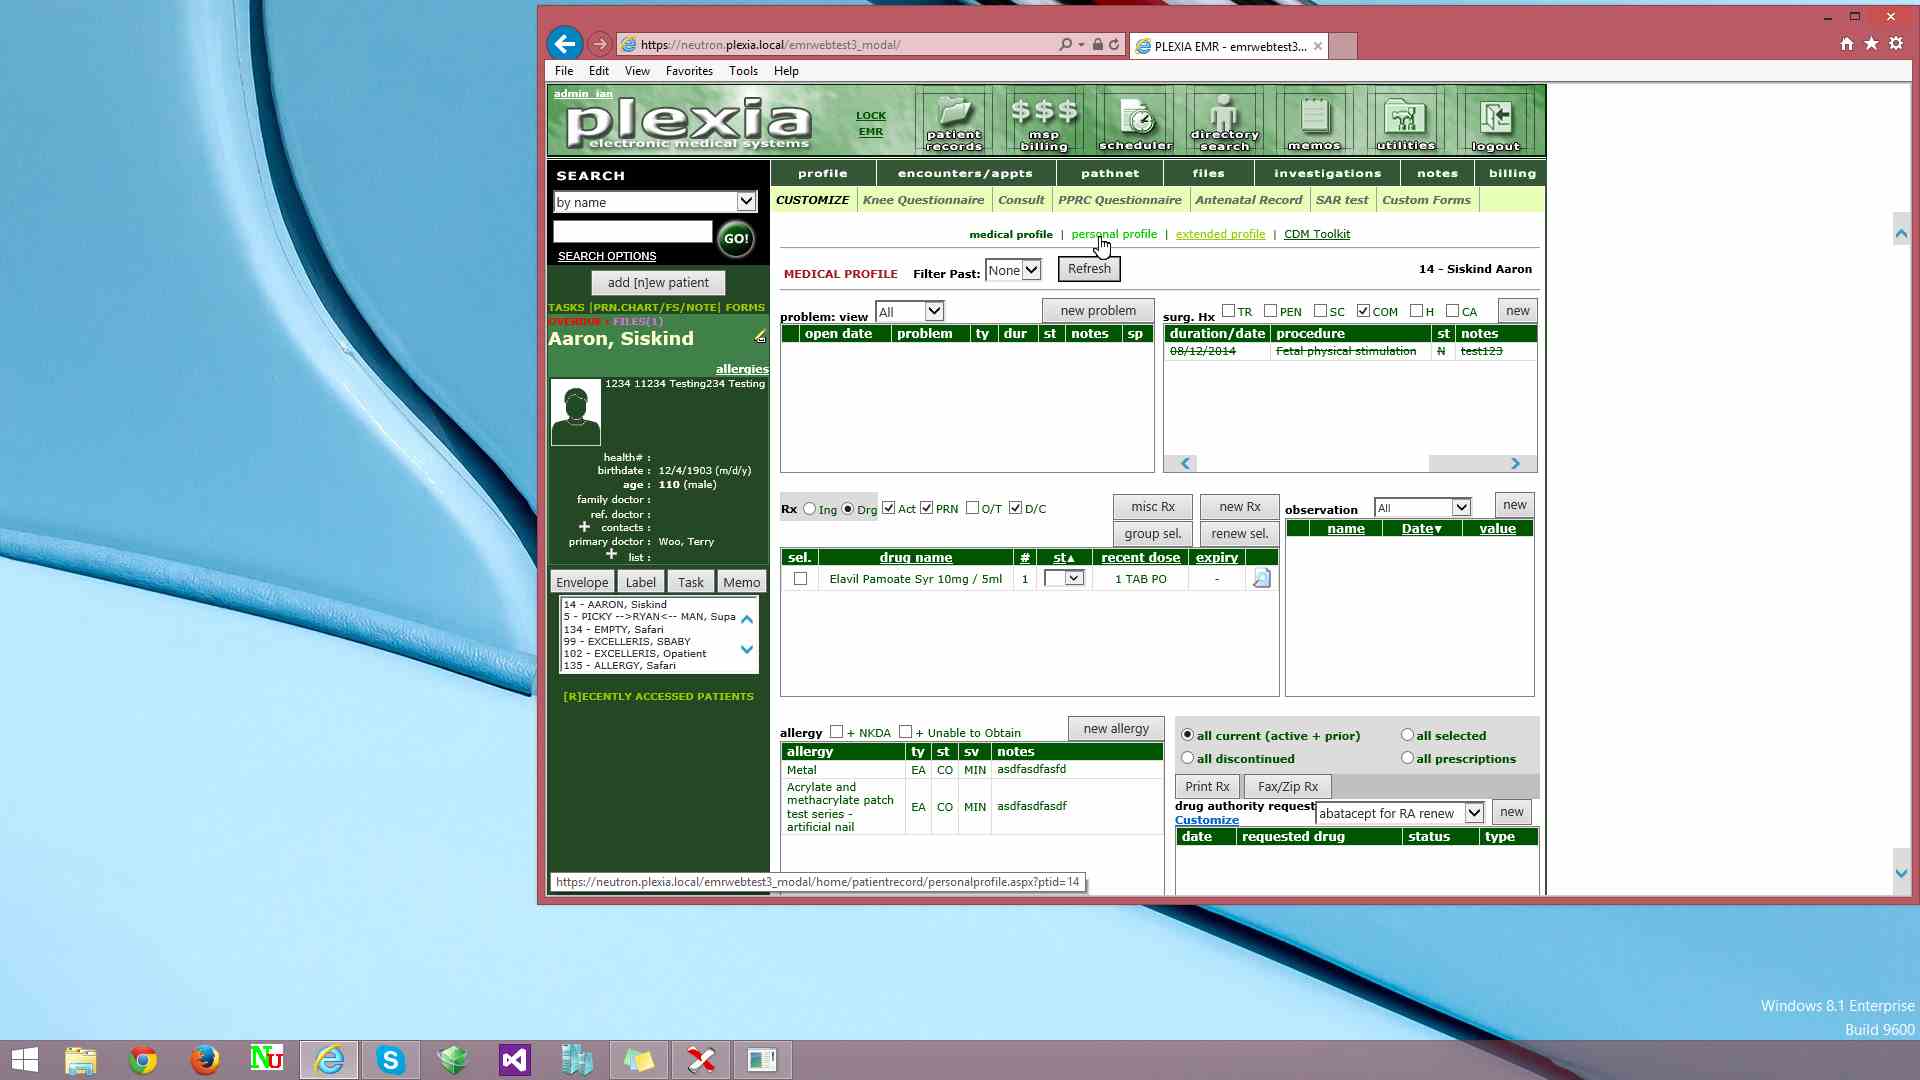 https://neutron.plexia.local/emrwebtest3_modal/
PLEXIA EMR - emrwebtest3...
File Edit View Favorites Tools Help
admin_ian
plexia
electronic medical systems
LOCK
EMR
patient records
$$$ msp billing
scheduler
directory search
memos
utilities
logout
SEARCH
by name
GO!
SEARCH OPTIONS
add [n]ew patient
TASKS |PRN.CHART/FS/NOTE| FORMS
OVERDUE : FILES(1)
Aaron, Siskind
allergies
1234 11234 Testing234 Testing
health# :
birthdate : 12/4/1903 (m/d/y)
age : 110 (male)
family doctor :
ref. doctor :
contacts :
primary doctor : Woo, Terry
list :
Envelope Label Task Memo
14 - AARON, Siskind
5 - PICKY -->RYAN<-- MAN, Supa
134 - EMPTY, Safari
99 - EXCELLERIS, SBABY
102 - EXCELLERIS, Opatient
135 - ALLERGY, Safari
[R]ECENTLY ACCESSED PATIENTS
profile encounters/appts pathnet files investigations notes billing
CUSTOMIZE Knee Questionnaire Consult PPRC Questionnaire Antenatal Record SAR test Custom Forms
medical profile | personal profile | extended profile | CDM Toolkit
MEDICAL PROFILE Filter Past: None Refresh 14 - Siskind Aaron
problem: view All new problem
open date problem ty dur st notes sp
surg. Hx TR PEN SC COM H CA new
duration/date procedure st notes
08/12/2014 Fetal physical stimulation N test123
Rx Ing Drg Act PRN O/T D/C
misc Rx new Rx
group sel. renew sel.
sel. drug name # st▲ recent dose expiry
Elavil Pamoate Syr 10mg / 5ml 1 1 TAB PO -
observation All new
name Date▼ value
allergy + NKDA + Unable to Obtain new allergy
allergy ty st sv notes
Metal EA CO MIN asdfasdfasfd
Acrylate and methacrylate patch test series - artificial nail EA CO MIN asdfasdfasdf
all current (active + prior) all selected
all discontinued all prescriptions
Print Rx Fax/Zip Rx
drug authority request abatacept for RA renew new
Customize
date requested drug status type
https://neutron.plexia.local/emrwebtest3_modal/home/patientrecord/personalprofile.aspx?ptid=14
Windows 8.1 Enterprise
Build 9600
NU